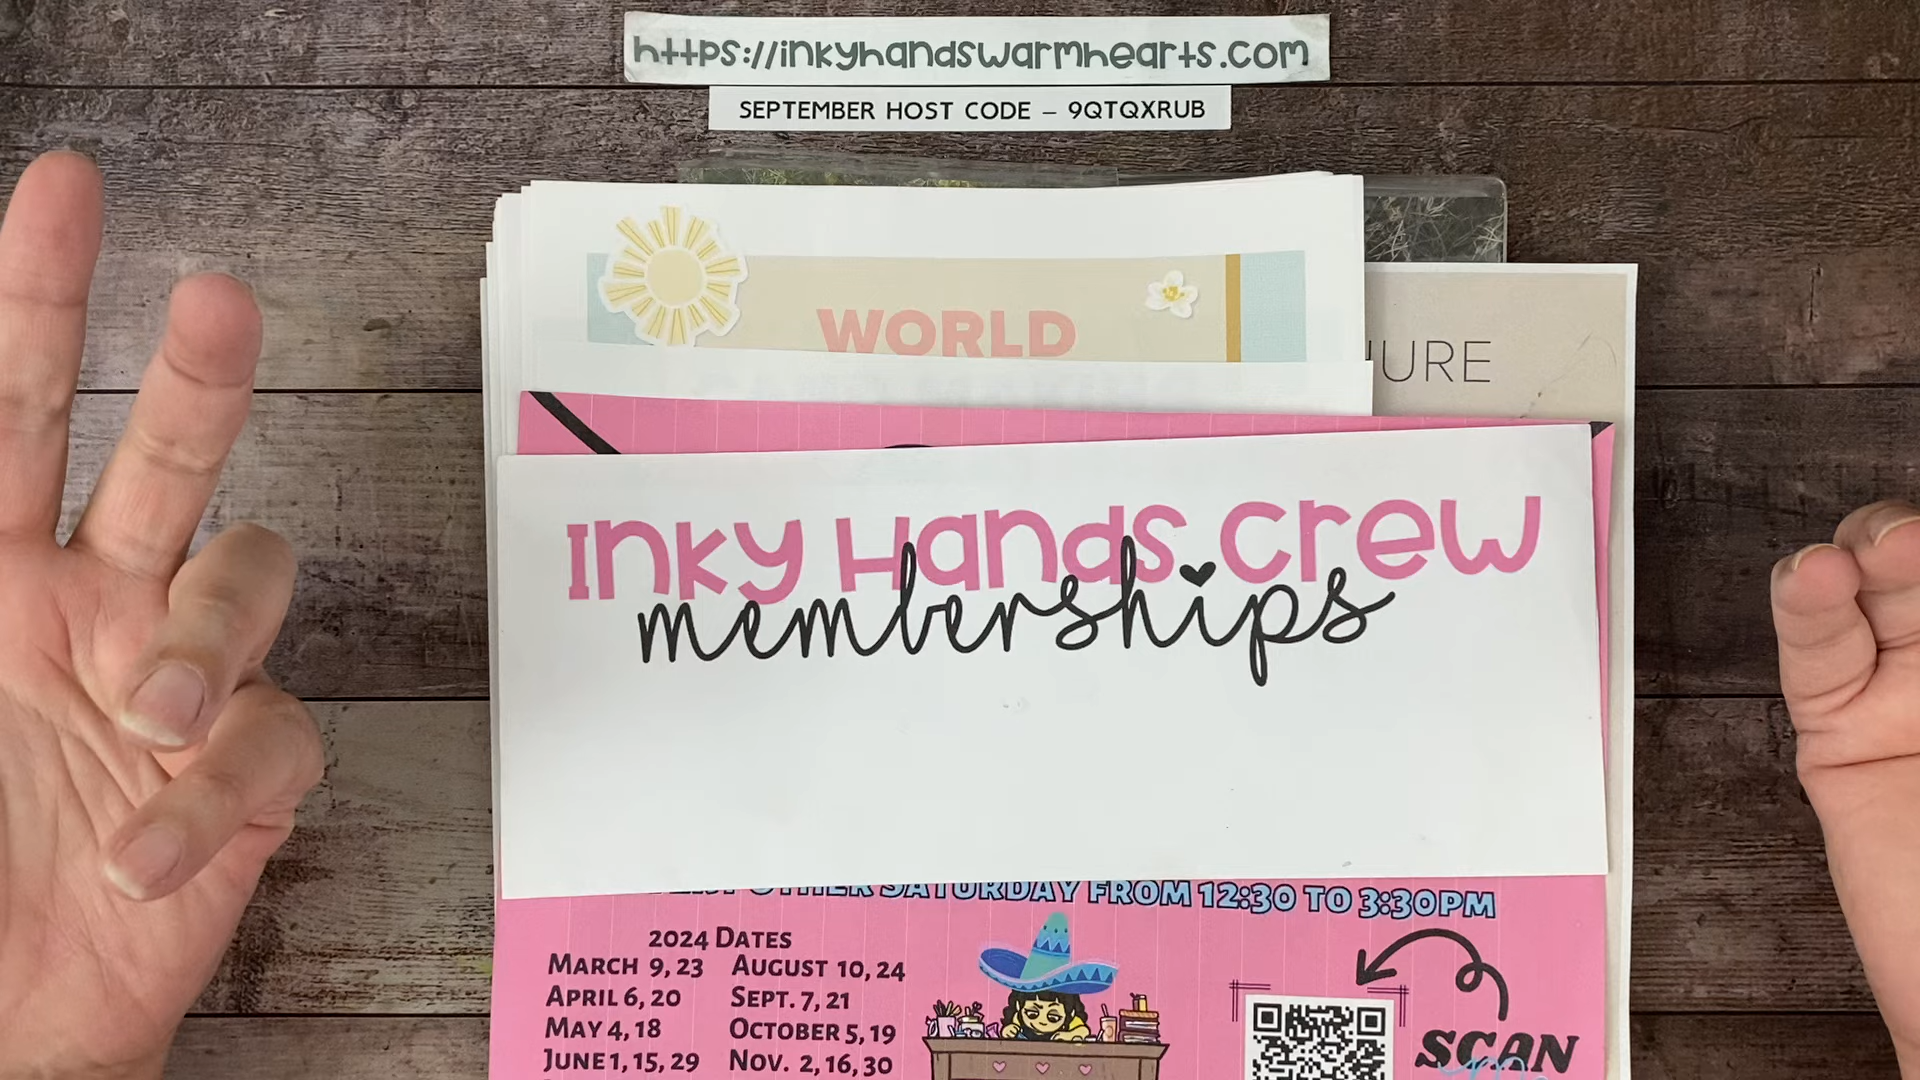 https://inkyhandswarmhearts.com
SEPTEMBER HOST CODE – 9QTQXRUB
WORLD
INKY HANDS CREW
memberships
OTHER SATURDAY FROM 12:30 TO 3:30PM
2024 DATES
MARCH 9, 23 AUGUST 10, 24
APRIL 6, 20 SEPT. 7, 21
MAY 4, 18 OCTOBER 5, 19
JUNE 1, 15, 29 NOV. 2, 16, 30
SCAN